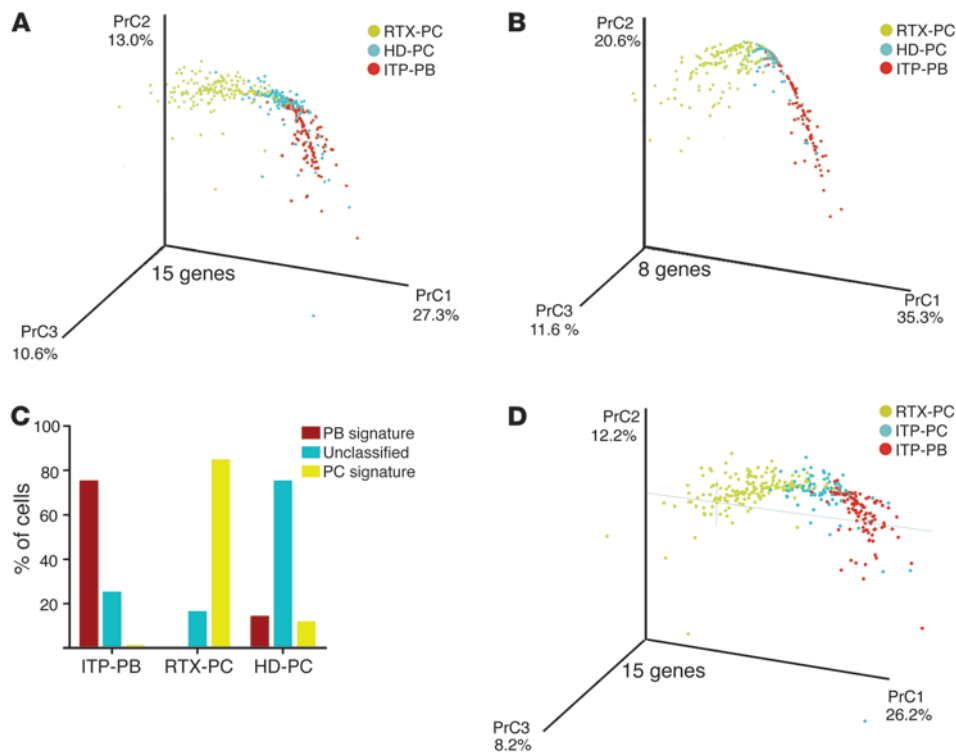 A
PrC2
13.0%
RTX-PC
HD-PC
ITP-PB
15 genes
PrC1
27.3%
PrC3
10.6%
B
PrC2
20.6%
RTX-PC
HD-PC
ITP-PB
8 genes
PrC1
35.3%
PrC3
11.6 %
C
% of cells
100
80
60
40
20
PB signature
Unclassified
PC signature
ITP-PB
RTX-PC
HD-PC
D
PrC2
12.2%
RTX-PC
ITP-PC
ITP-PB
15 genes
PrC1
26.2%
PrC3
8.2%